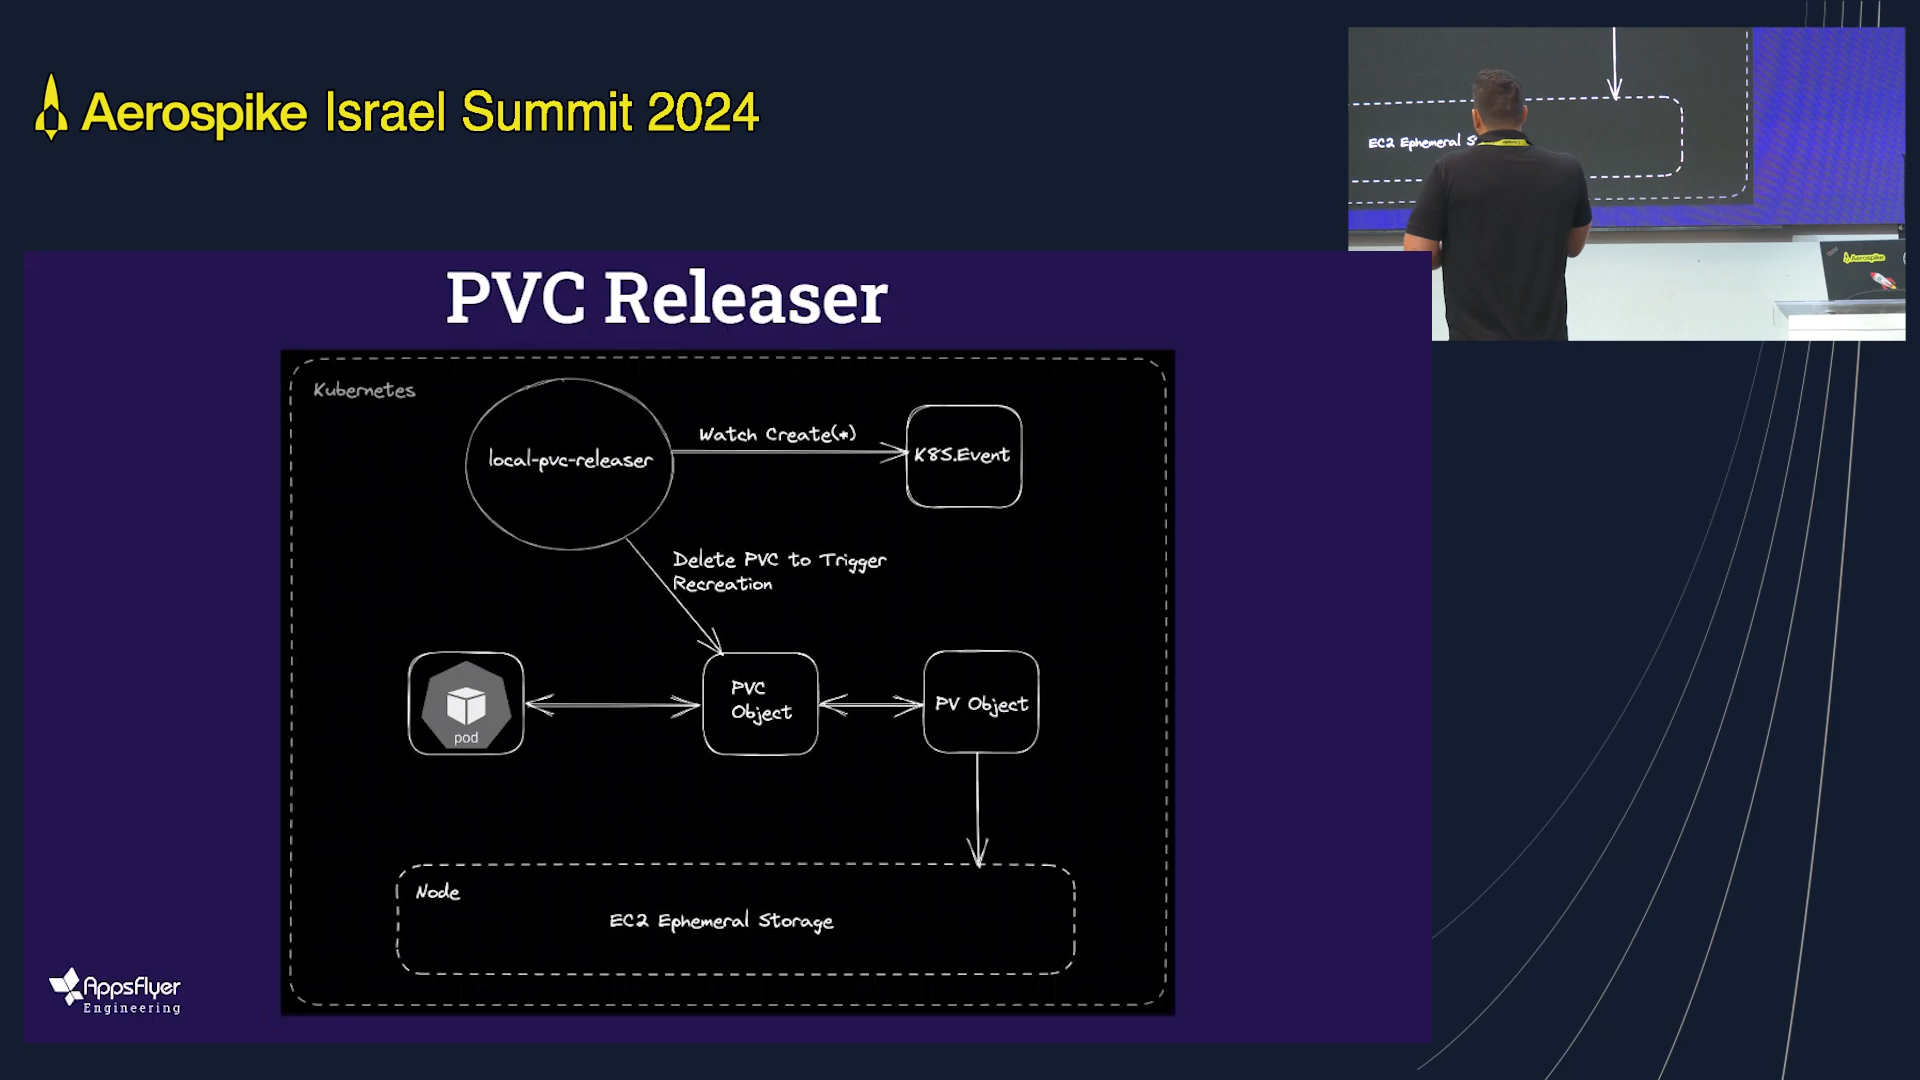 Aerospike Israel Summit 2024
EC2 Ephemeral S
Aerospike
PVC Releaser
Kubernetes
local-pvc-releaser
Watch Create(*)
K8S.Event
Delete PVC to Trigger
Recreation
pod
PVC
Object
PV Object
Node
EC2 Ephemeral Storage
AppsFlyer
Engineering